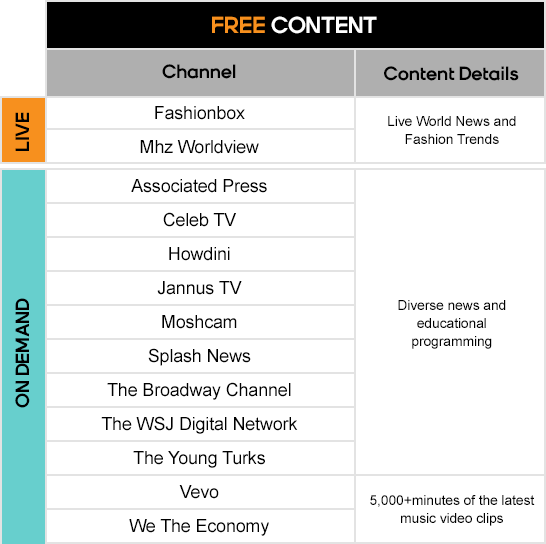 FREE CONTENT
Channel
Content Details
LIVE
Fashionbox
Mhz Worldview
Live World News and
Fashion Trends
ON DEMAND
Associated Press
Celeb TV
Howdini
Jannus TV
Moshcam
Splash News
The Broadway Channel
The WSJ Digital Network
The Young Turks
Diverse news and
educational
programming
Vevo
We The Economy
5,000+minutes of the latest
music video clips